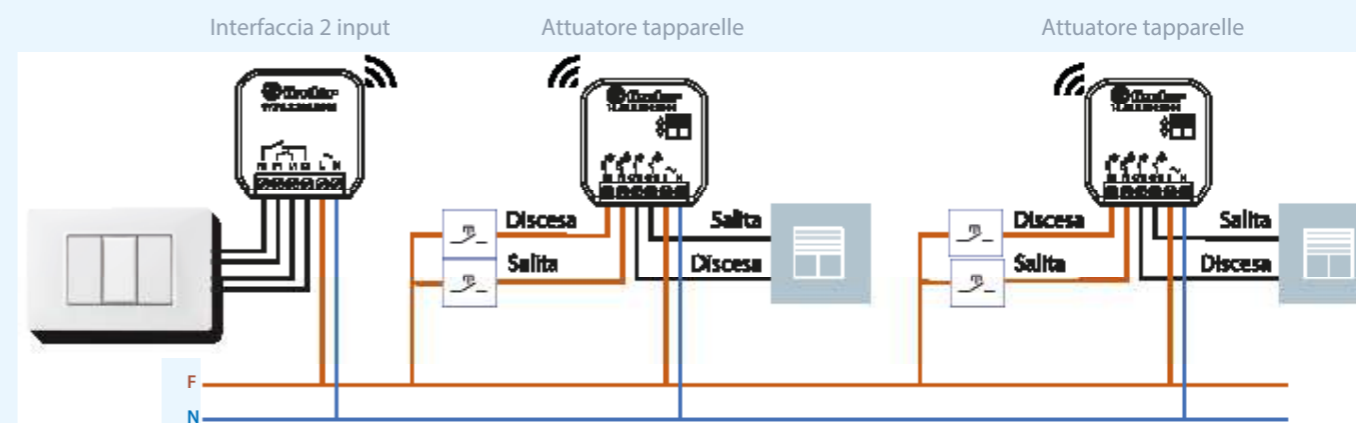 Interfaccia 2 input
Attuatore tapparelle
Attuatore tapparelle
Discesa
Salita
Salita
Discesa
Discesa
Salita
Salita
Discesa
F
N